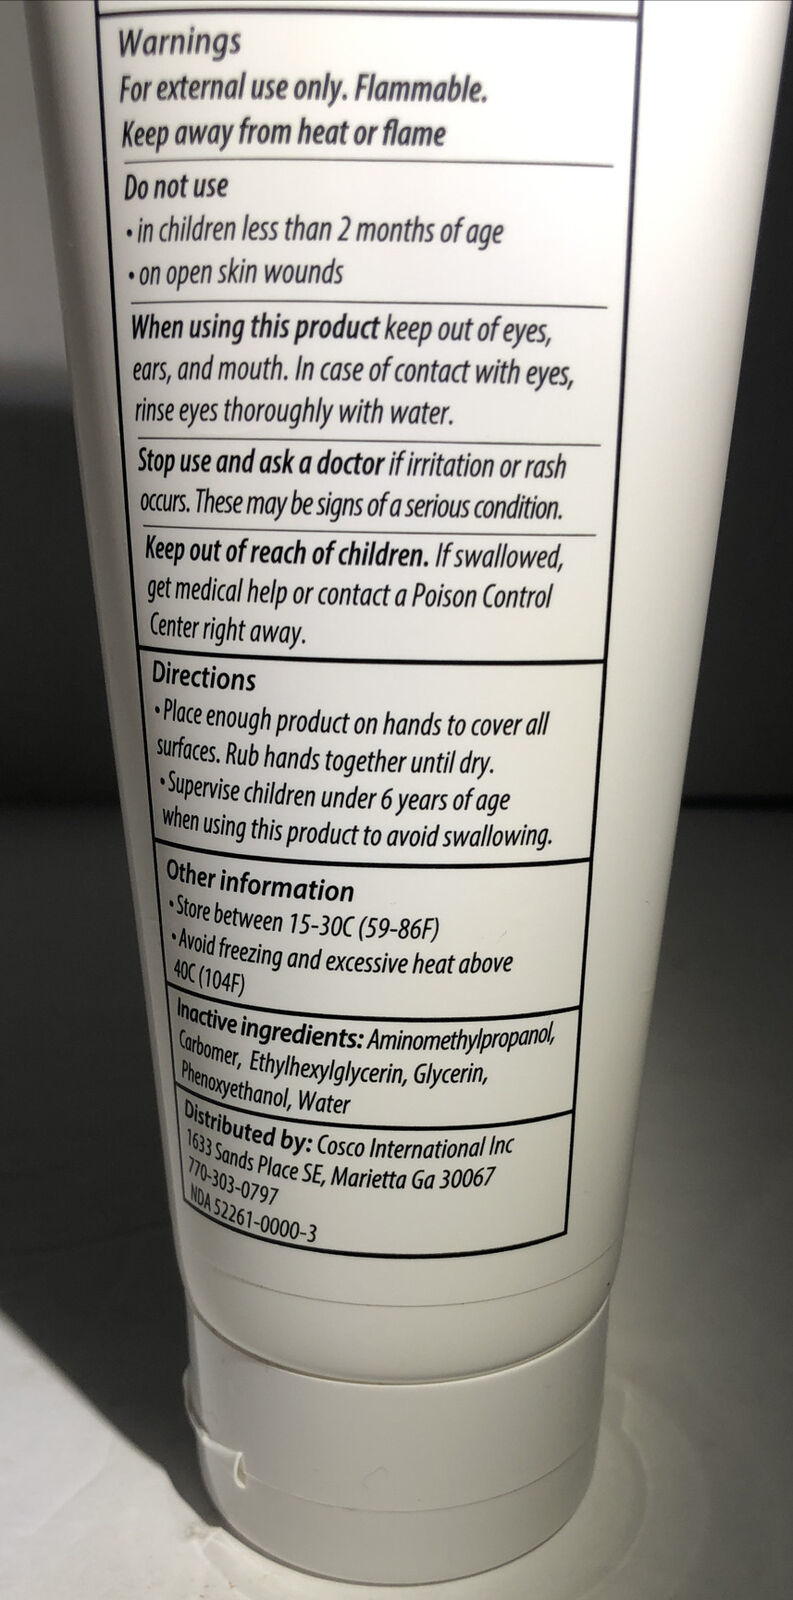 Warnings
For external use only. Flammable.
Keep away from heat or flame
Do not use
• in children less than 2 months of age
• on open skin wounds
When using this product keep out of eyes,
ears, and mouth. In case of contact with eyes,
rinse eyes thoroughly with water.
Stop use and ask a doctor if irritation or rash
occurs. These may be signs of a serious condition.
Keep out of reach of children. If swallowed,
get medical help or contact a Poison Control
Center right away.
Directions
• Place enough product on hands to cover all
surfaces. Rub hands together until dry.
• Supervise children under 6 years of age
when using this product to avoid swallowing.
Other information
• Store between 15-30C (59-86F)
• Avoid freezing and excessive heat above
40C (104F)
Inactive ingredients: Aminomethylpropanol,
Carbomer, Ethylhexylglycerin, Glycerin,
Phenoxyethanol, Water
Distributed by: Cosco International Inc
1633 Sands Place SE, Marietta Ga 30067
770-303-0797
NDA 52261-0000-3